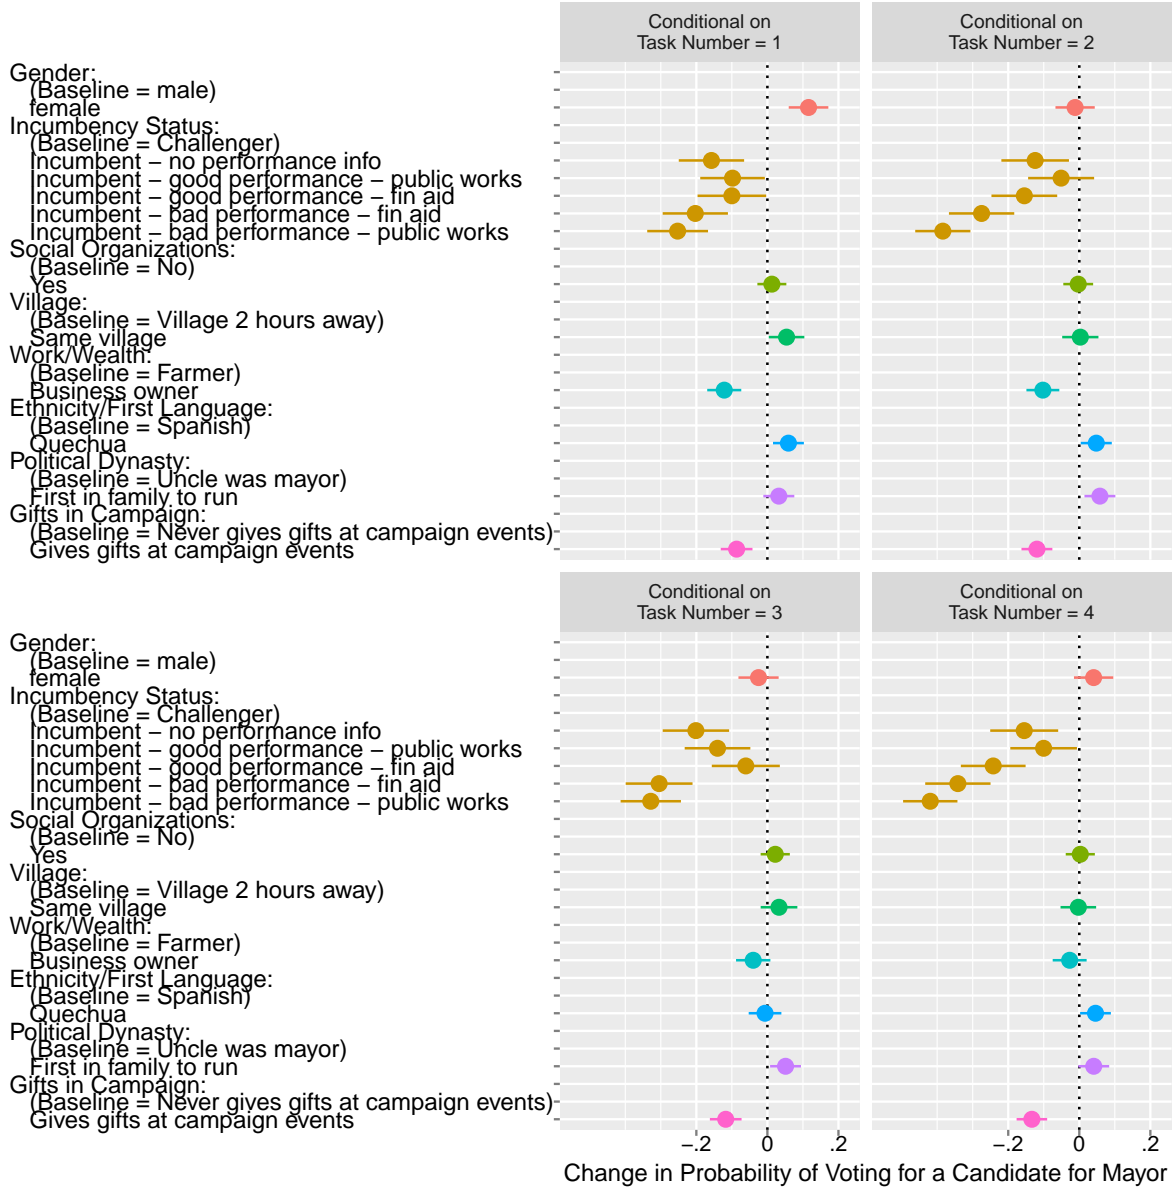 Conditional on
Task Number = 1
Conditional on
Task Number = 2
Gender:
(Baseline = male)
female
Incumbency Status:
(Baseline = Challenger)
Incumbent − no performance info
Incumbent − good performance − public works
Incumbent − good performance − fin aid
Incumbent − bad performance − fin aid
Incumbent − bad performance − public works
Social Organizations:
(Baseline = No)
Yes
Village:
(Baseline = Village 2 hours away)
Same village
Work/Wealth:
(Baseline = Farmer)
Business owner
Ethnicity/First Language:
(Baseline = Spanish)
Quechua
Political Dynasty:
(Baseline = Uncle was mayor)
First in family to run
Gifts in Campaign:
(Baseline = Never gives gifts at campaign events)
Gives gifts at campaign events
Conditional on
Task Number = 3
Conditional on
Task Number = 4
Gender:
(Baseline = male)
female
Incumbency Status:
(Baseline = Challenger)
Incumbent − no performance info
Incumbent − good performance − public works
Incumbent − good performance − fin aid
Incumbent − bad performance − fin aid
Incumbent − bad performance − public works
Social Organizations:
(Baseline = No)
Yes
Village:
(Baseline = Village 2 hours away)
Same village
Work/Wealth:
(Baseline = Farmer)
Business owner
Ethnicity/First Language:
(Baseline = Spanish)
Quechua
Political Dynasty:
(Baseline = Uncle was mayor)
First in family to run
Gifts in Campaign:
(Baseline = Never gives gifts at campaign events)
Gives gifts at campaign events
−.2 0 .2 −.2 0 .2
Change in Probability of Voting for a Candidate for Mayor